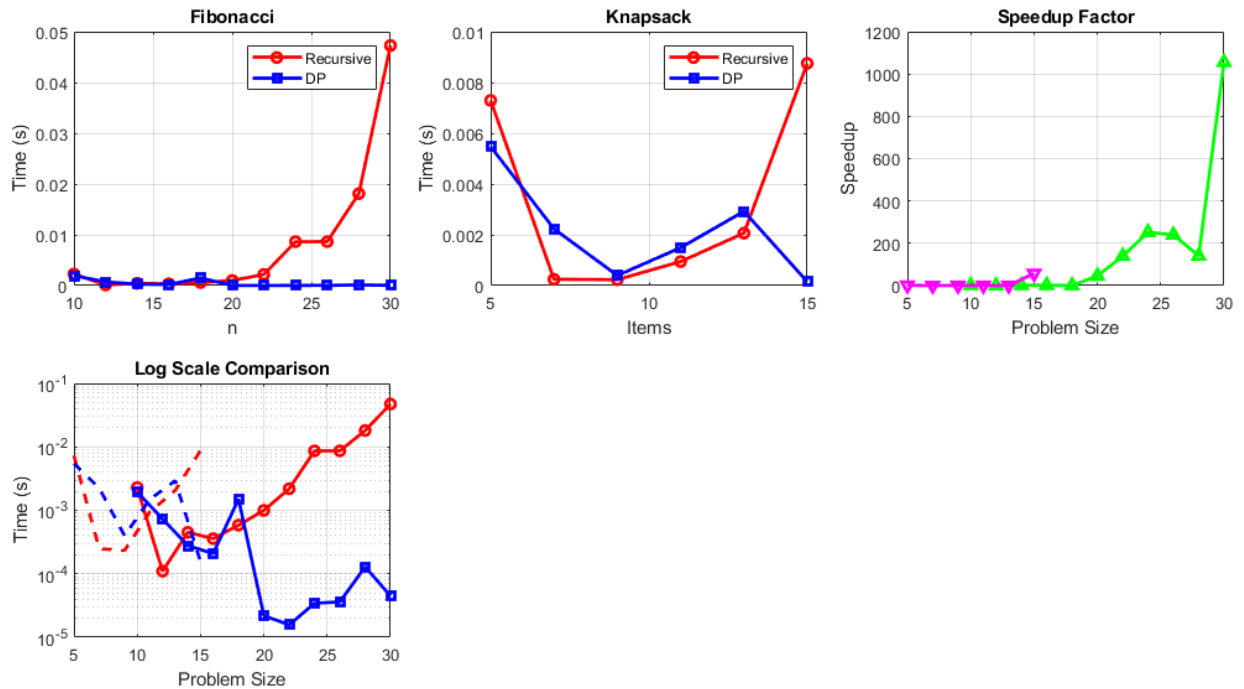 Fibonacci
0.05
0.04
0.03
0.02
0.01
0
Time (s)
10
15
20
25
30
n
Recursive
DP
Knapsack
0.01
0.008
0.006
0.004
0.002
0
Time (s)
5
10
15
Items
Recursive
DP
Speedup Factor
1200
1000
800
600
400
200
0
Speedup
5
10
15
20
25
30
Problem Size
Log Scale Comparison
10^-1
10^-2
10^-3
10^-4
10^-5
Time (s)
5
10
15
20
25
30
Problem Size